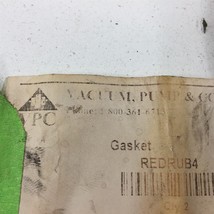 VACUUM, PUMP & CO
PC
Gasket,
REDRUB4